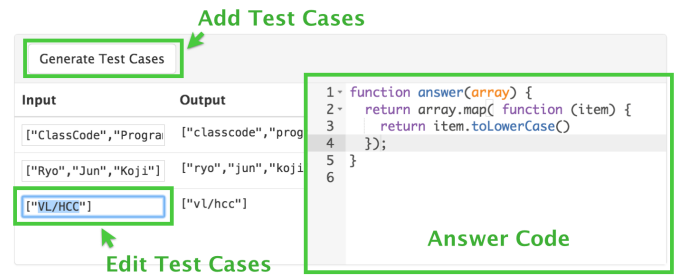 Add Test Cases
Generate Test Cases
Input Output
["ClassCode","Progra ["classcode","prog
["Ryo","Jun","Koji"] ["ryo","jun","koji
["VL/HCC"] ["vl/hcc"]
1 function answer(array) {
2 return array.map( function (item) {
3 return item.toLowerCase()
4 });
5 }
6
Answer Code
Edit Test Cases